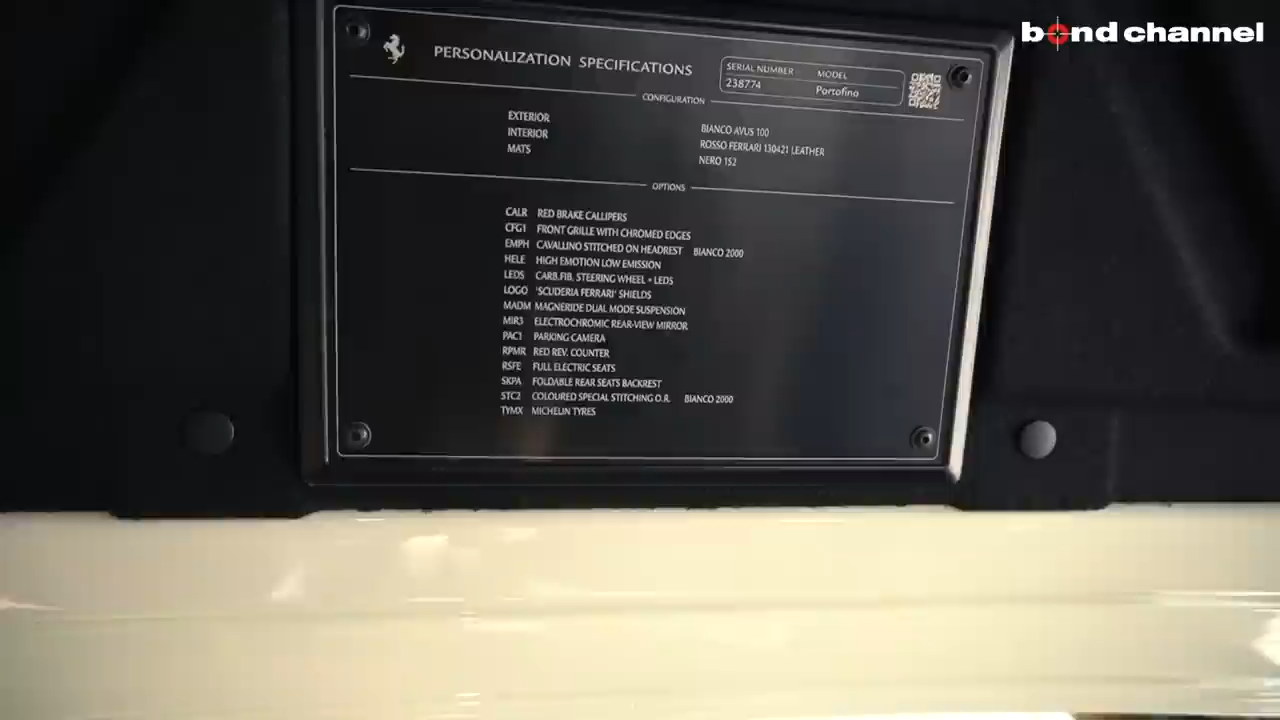 bond channel
PERSONALIZATION SPECIFICATIONS
SERIAL NUMBER MODEL
238774 Portofino
CONFIGURATION
EXTERIOR BIANCO AVUS 100
INTERIOR ROSSO FERRARI 130421 LEATHER
MATS NERO 152
OPTIONS
CALR RED BRAKE CALLIPERS
CFG1 FRONT GRILLE WITH CHROMED EDGES
EMPH CAVALLINO STITCHED ON HEADREST BIANCO 2000
HELE HIGH EMOTION LOW EMISSION
LEDS CARB.FIB. STEERING WHEEL + LEDS
LOGO 'SCUDERIA FERRARI' SHIELDS
MADM MAGNERIDE DUAL MODE SUSPENSION
MIR3 ELECTROCHROMIC REAR-VIEW MIRROR
PAC1 PARKING CAMERA
RPMR RED REV. COUNTER
RSFE FULL ELECTRIC SEATS
SKPA FOLDABLE REAR SEATS BACKREST
STC2 COLOURED SPECIAL STITCHING O.R. BIANCO 2000
TYMX MICHELIN TYRES